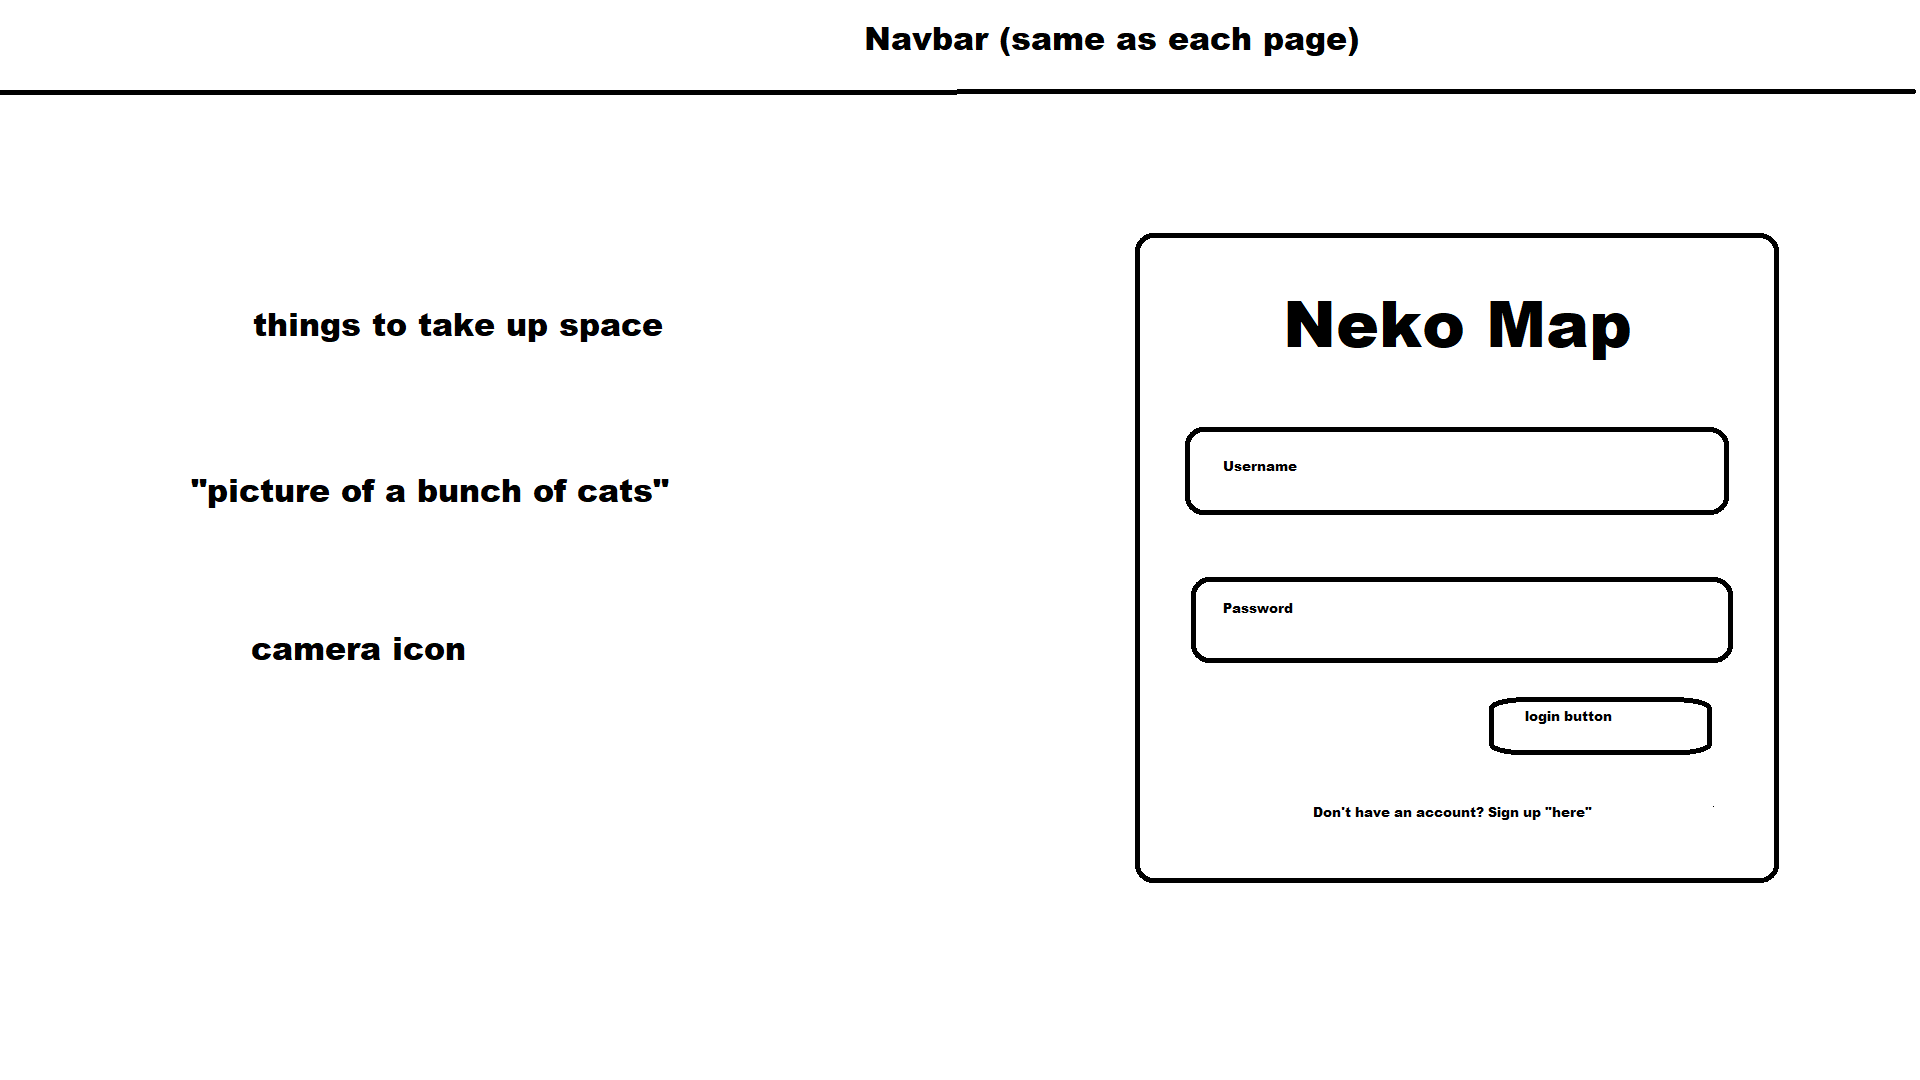 Navbar (same as each page)
things to take up space
"picture of a bunch of cats"
camera icon
Neko Map
Username
Password
login button
Don't have an account? Sign up "here"